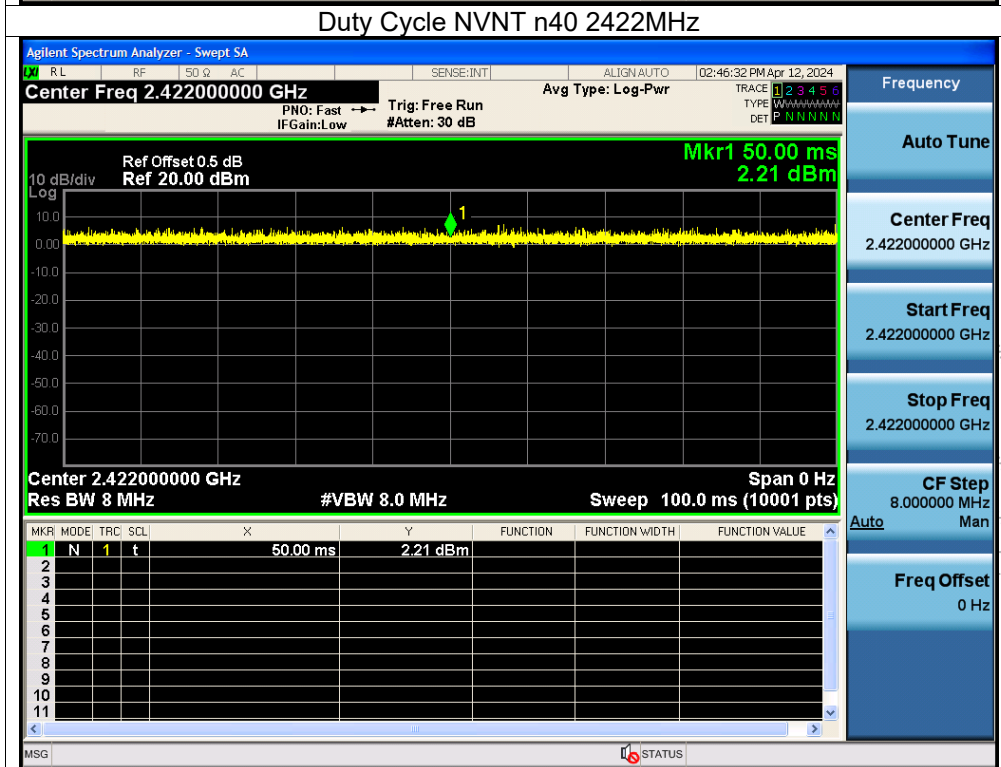 Duty Cycle NVNT n40 2422MHz
Agilent Spectrum Analyzer - Swept SA
LXI RL RF 50 Ω AC SENSE:INT ALIGN AUTO 02:46:32 PM Apr 12, 2024
Center Freq 2.422000000 GHz
PNO: Fast
IFGain:Low
Trig: Free Run
#Atten: 30 dB
Avg Type: Log-Pwr
TRACE 1 2 3 4 5 6
TYPE WWWWWW
DET P N N N N N
Mkr1 50.00 ms
2.21 dBm
Ref Offset 0.5 dB
10 dB/div Ref 20.00 dBm
Log
10.0
1
0.00
-10.0
-20.0
-30.0
-40.0
-50.0
-60.0
-70.0
Center 2.422000000 GHz Span 0 Hz
Res BW 8 MHz #VBW 8.0 MHz Sweep 100.0 ms (10001 pts)
MKR MODE TRC SCL X Y FUNCTION FUNCTION WIDTH FUNCTION VALUE
1 N 1 t 50.00 ms 2.21 dBm
2
3
4
5
6
7
8
9
10
11
MSG STATUS
Frequency
Auto Tune
Center Freq
2.422000000 GHz
Start Freq
2.422000000 GHz
Stop Freq
2.422000000 GHz
CF Step
8.000000 MHz
Auto Man
Freq Offset
0 Hz